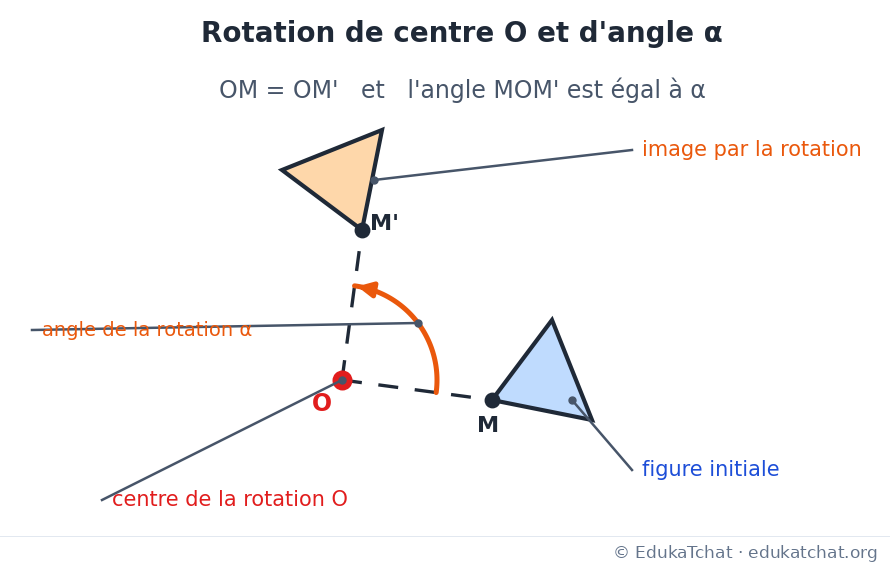 Rotation de centre O et d'angle α
OM = OM' et l'angle MOM' est égal à α
image par la rotation
M'
angle de la rotation α
O
M
figure initiale
centre de la rotation O
© EdukaTchat · edukatchat.org